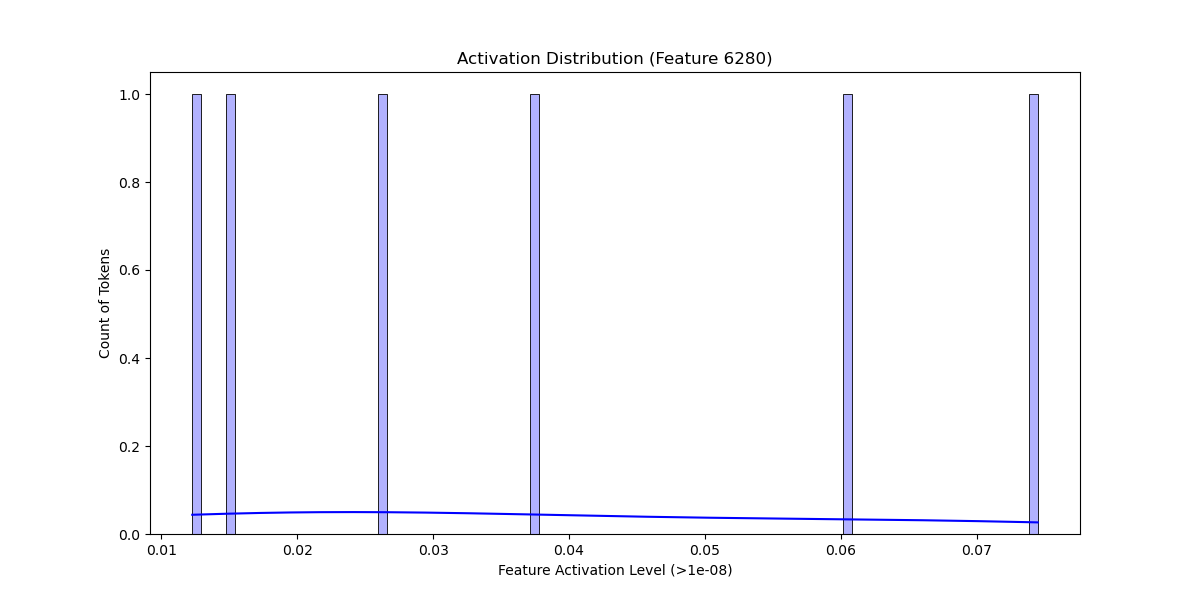 Activation Distribution (Feature 6280)
1.0
0.8
0.6
0.4
0.2
0.0
Count of Tokens
0.01 0.02 0.03 0.04 0.05 0.06 0.07
Feature Activation Level (>1e-08)